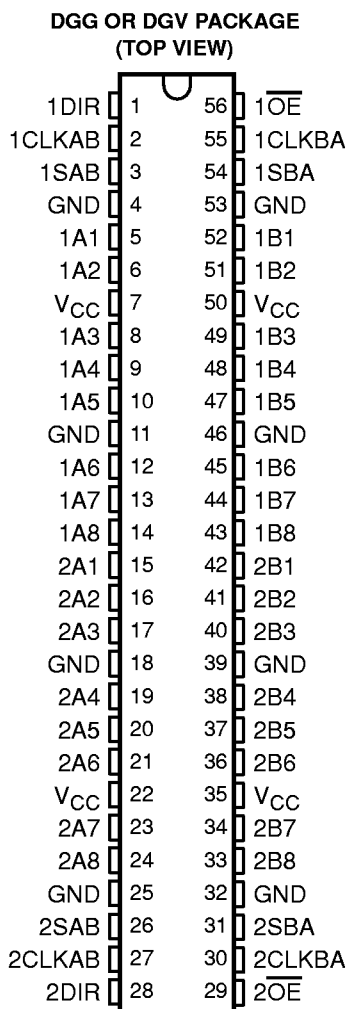 DGG OR DGV PACKAGE
(TOP VIEW)
1DIR 1 56 1O̅E̅
1CLKAB 2 55 1CLKBA
1SAB 3 54 1SBA
GND 4 53 GND
1A1 5 52 1B1
1A2 6 51 1B2
VCC 7 50 VCC
1A3 8 49 1B3
1A4 9 48 1B4
1A5 10 47 1B5
GND 11 46 GND
1A6 12 45 1B6
1A7 13 44 1B7
1A8 14 43 1B8
2A1 15 42 2B1
2A2 16 41 2B2
2A3 17 40 2B3
GND 18 39 GND
2A4 19 38 2B4
2A5 20 37 2B5
2A6 21 36 2B6
VCC 22 35 VCC
2A7 23 34 2B7
2A8 24 33 2B8
GND 25 32 GND
2SAB 26 31 2SBA
2CLKAB 27 30 2CLKBA
2DIR 28 29 2O̅E̅